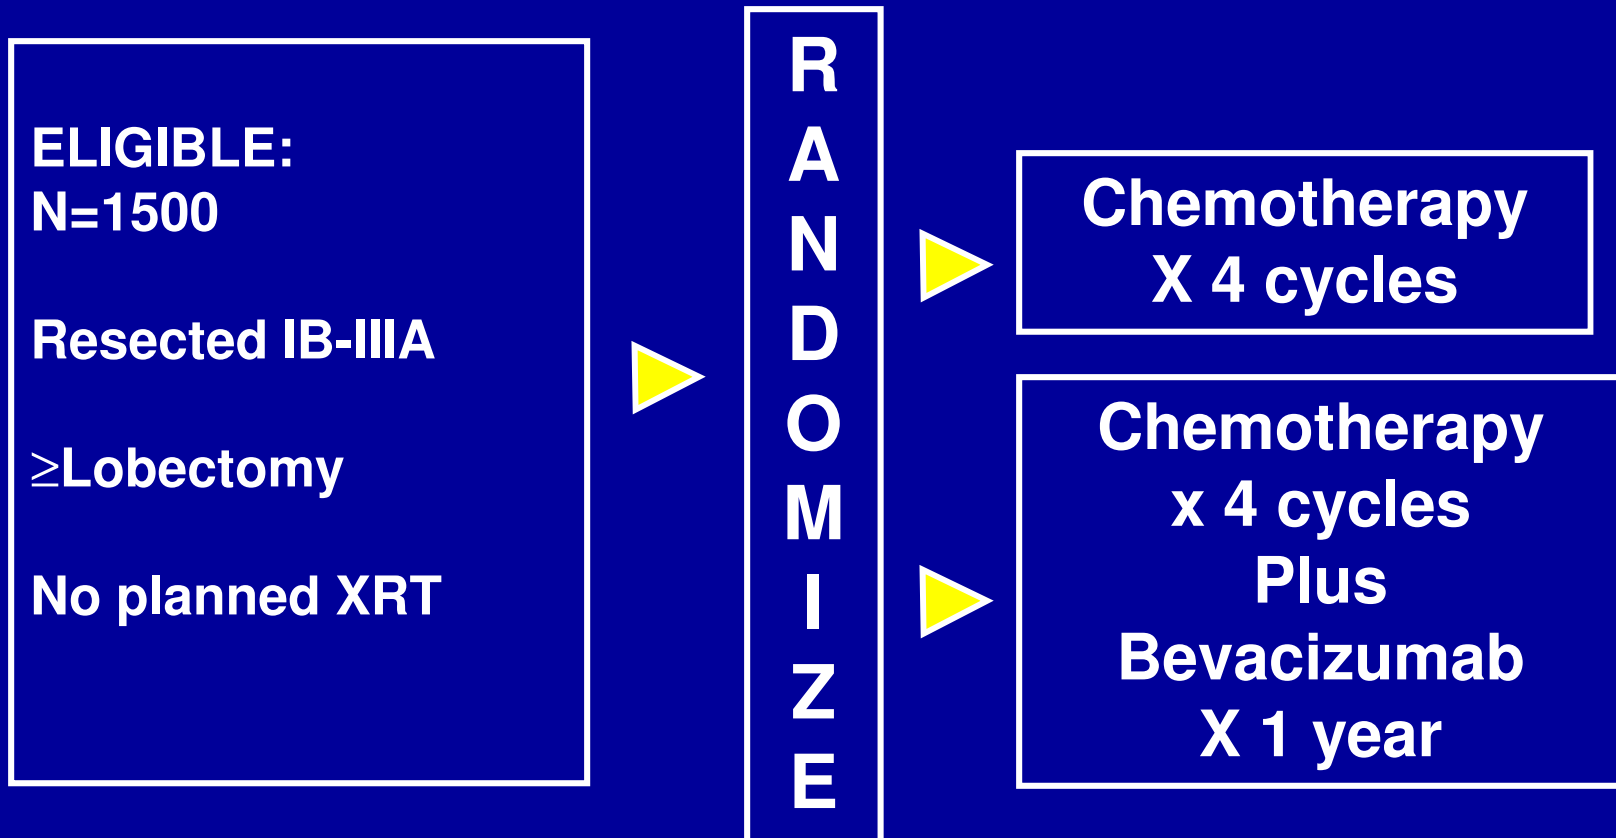 ELIGIBLE:
N=1500
Resected IB-IIIA
≥Lobectomy
No planned XRT
R
A
N
D
O
M
I
Z
E
Chemotherapy
X 4 cycles
Chemotherapy
x 4 cycles
Plus
Bevacizumab
X 1 year